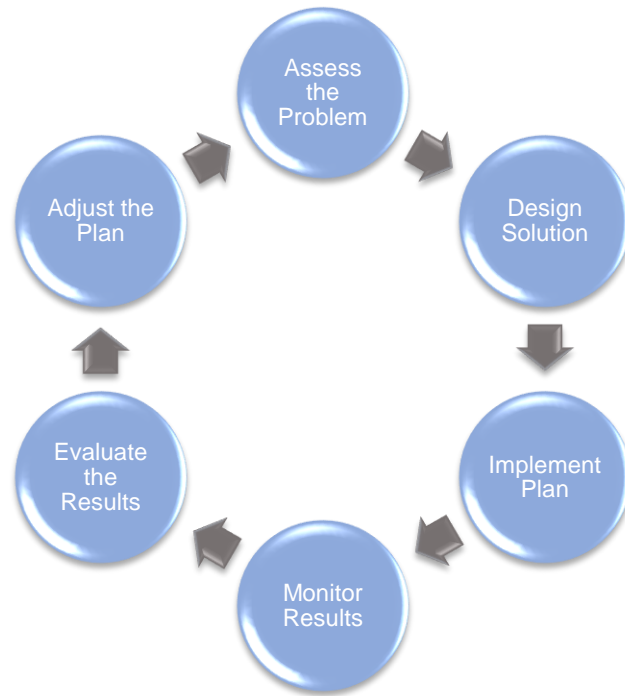 Assess
the
Problem
Design
Solution
Implement
Plan
Monitor
Results
Evaluate
the
Results
Adjust the
Plan